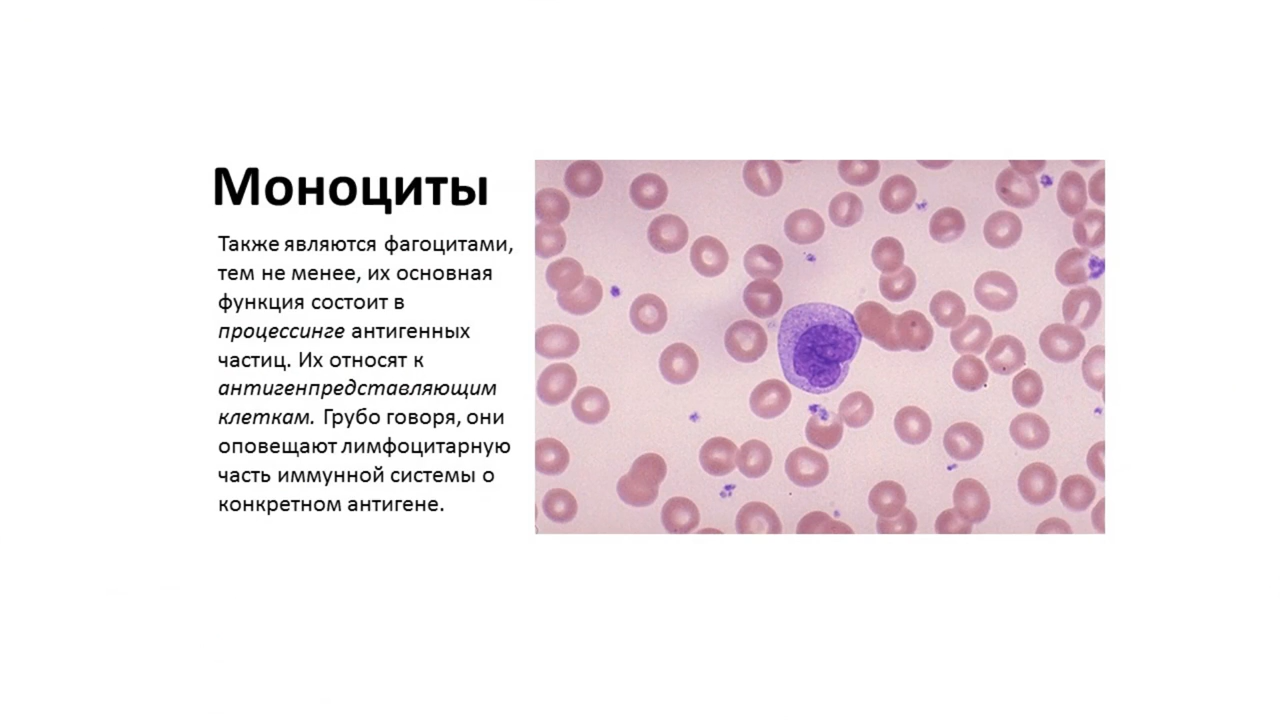 Моноциты
Также являются фагоцитами,
тем не менее, их основная
функция состоит в
процессинге антигенных
частиц. Их относят к
антигенпредставляющим
клеткам. Грубо говоря, они
оповещают лимфоцитарную
часть иммунной системы о
конкретном антигене.